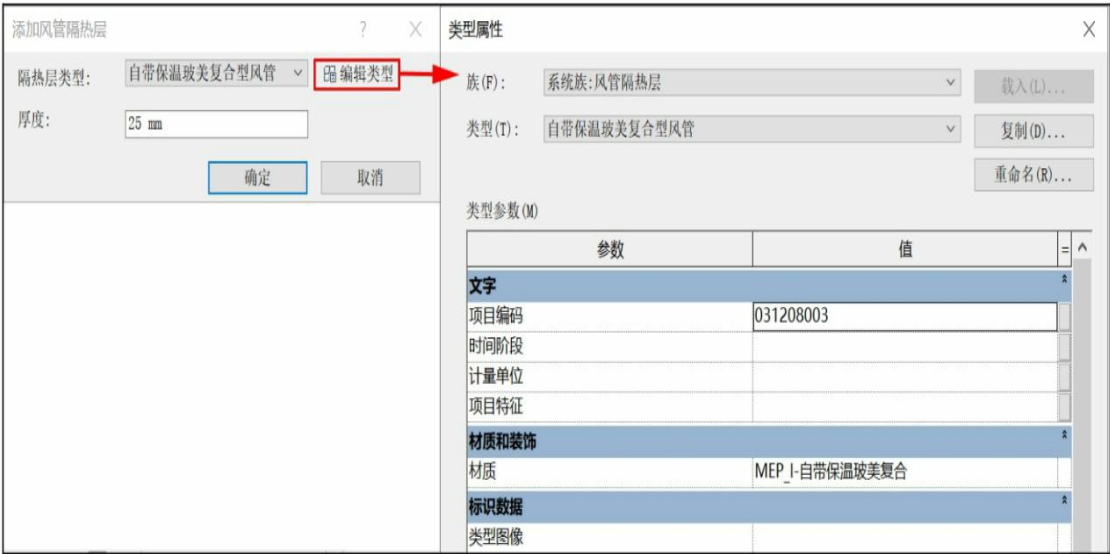 添加风管隔热层
?
X
隔热层类型:
自带保温玻美复合型风管
编辑类型
厚度:
25 mm
确定
取消
类型属性
X
族(F):
系统族:风管隔热层
载入(L)...
类型(T):
自带保温玻美复合型风管
复制(D)...
重命名(R)...
类型参数(M)
参数
值
=
文字
项目编码
031208003
时间阶段
计量单位
项目特征
材质和装饰
材质
MEP_I-自带保温玻美复合
标识数据
类型图像